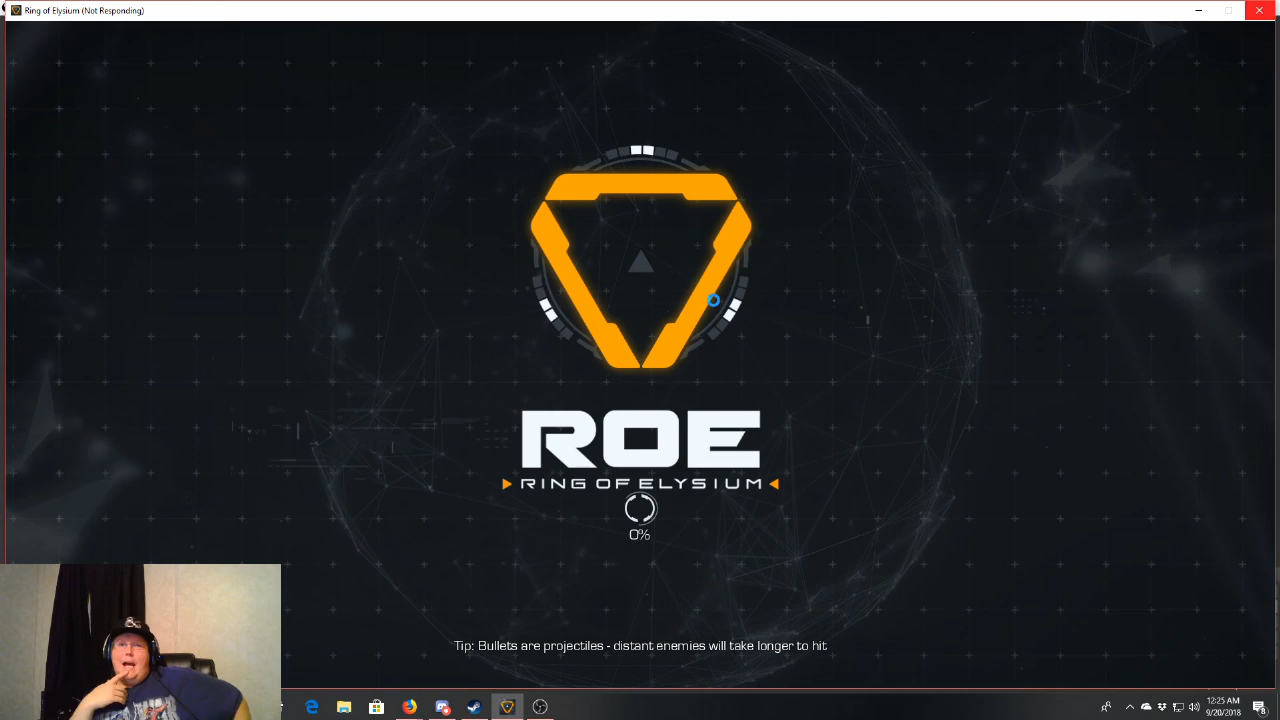 Ring of Elysium (Not Responding)
ROE
RING OF ELYSIUM
0%
Tip: Bullets are projectiles - distant enemies will take longer to hit
12:25 AM
9/20/2018
8